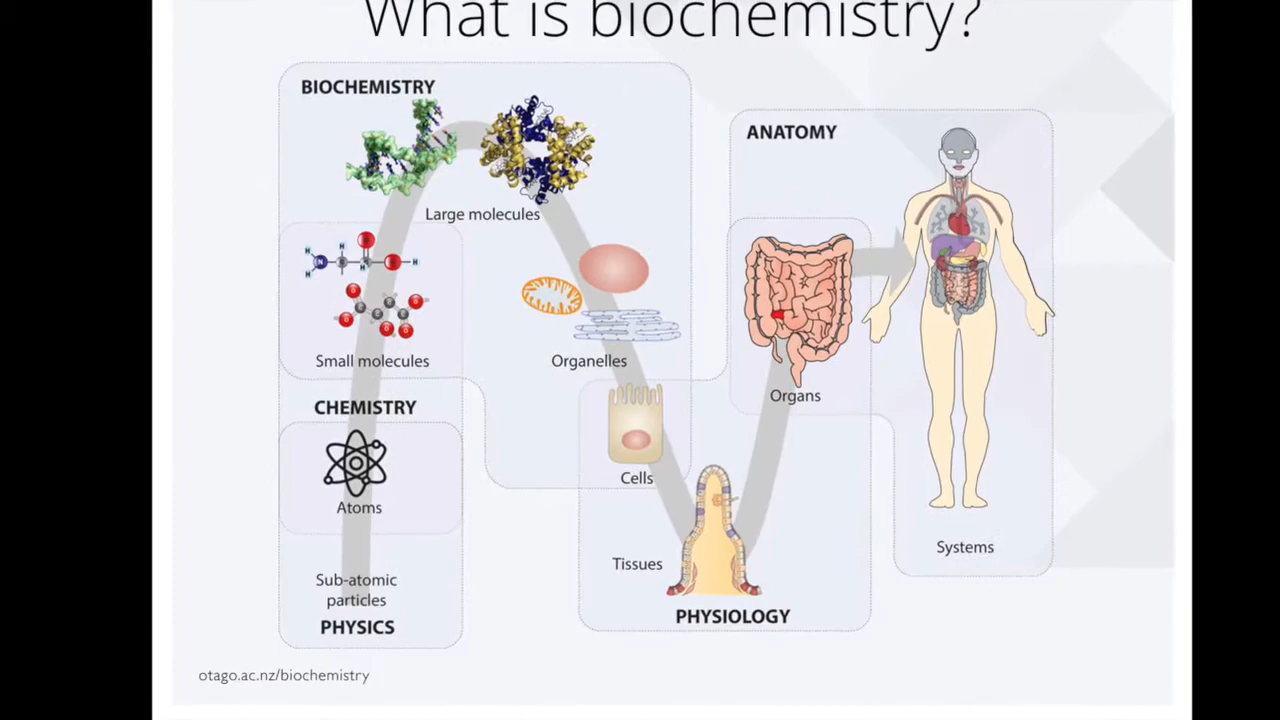 What is biochemistry?
BIOCHEMISTRY
Large molecules
Small molecules
Organelles
CHEMISTRY
Cells
Atoms
Sub-atomic
particles
PHYSICS
Tissues
PHYSIOLOGY
ANATOMY
Organs
Systems
otago.ac.nz/biochemistry